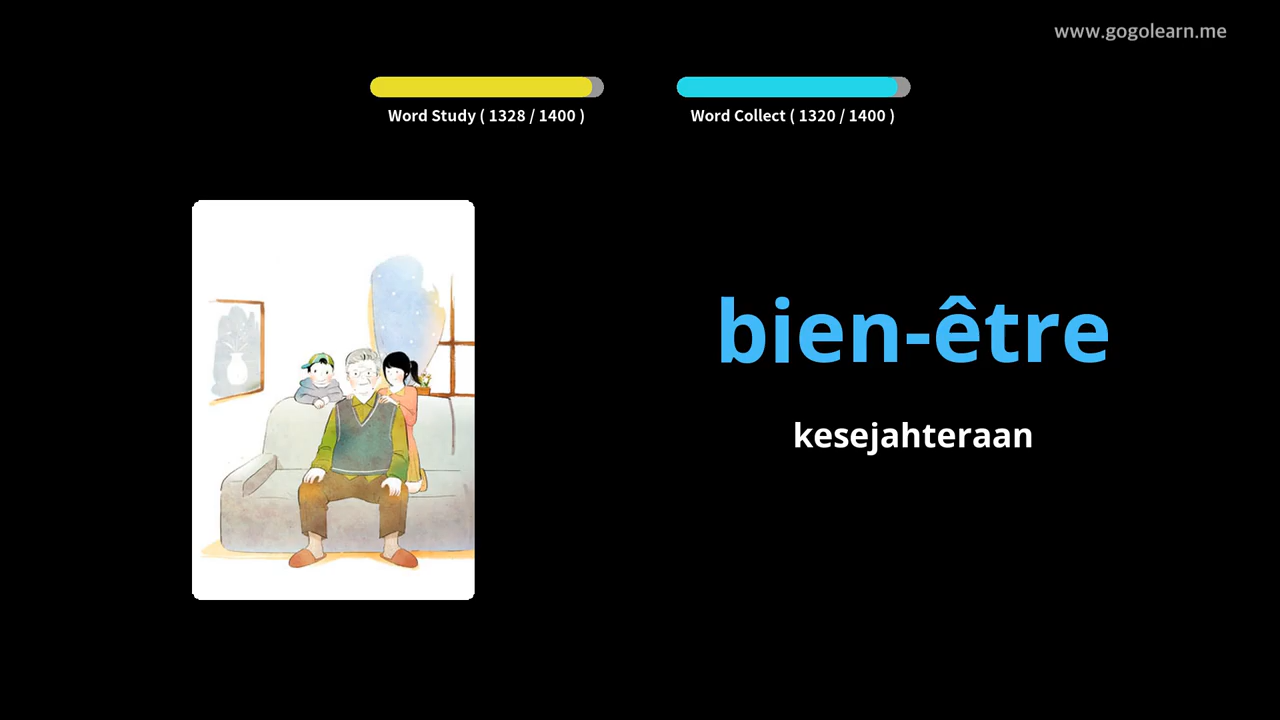 www.gogolearn.me
Word Study ( 1328 / 1400 )
Word Collect ( 1320 / 1400 )
bien-être
kesejahteraan